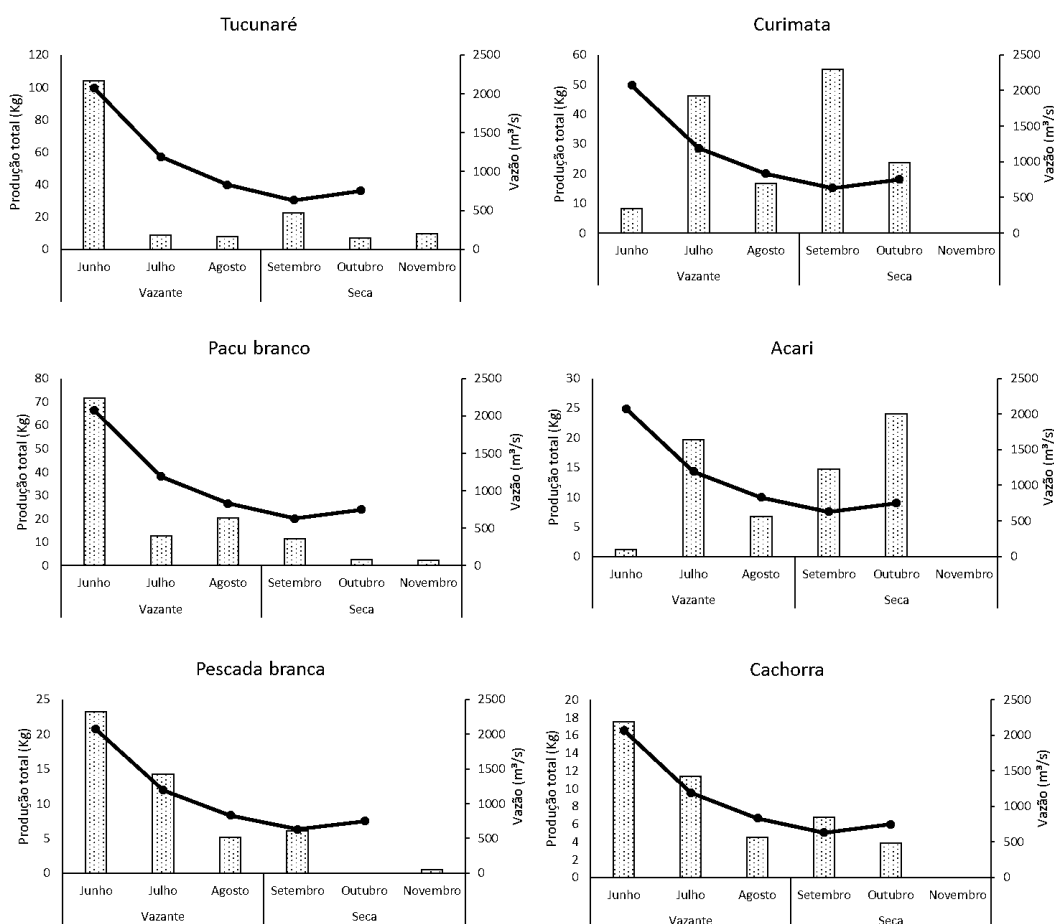 Tucunaré
Produção total (Kg)
120
100
80
60
40
20
0
2500
2000
1500
1000
500
0
Vazão (m³/s)
Junho Julho Agosto Setembro Outubro Novembro
Vazante Seca
Curimata
Produção total (Kg)
60
50
40
30
20
10
0
2500
2000
1500
1000
500
0
Vazão (m³/s)
Junho Julho Agosto Setembro Outubro Novembro
Vazante Seca
Pacu branco
Produção total (Kg)
80
70
60
50
40
30
20
10
0
2500
2000
1500
1000
500
0
Vazão (m³/s)
Junho Julho Agosto Setembro Outubro Novembro
Vazante Seca
Acari
Produção total (Kg)
30
25
20
15
10
5
0
2500
2000
1500
1000
500
0
Vazão (m³/s)
Junho Julho Agosto Setembro Outubro Novembro
Vazante Seca
Pescada branca
Produção total (Kg)
25
20
15
10
5
0
2500
2000
1500
1000
500
0
Vazão (m³/s)
Junho Julho Agosto Setembro Outubro Novembro
Vazante Seca
Cachorra
Produção total (Kg)
20
18
16
14
12
10
8
6
4
2
0
2500
2000
1500
1000
500
0
Vazão (m³/s)
Junho Julho Agosto Setembro Outubro Novembro
Vazante Seca